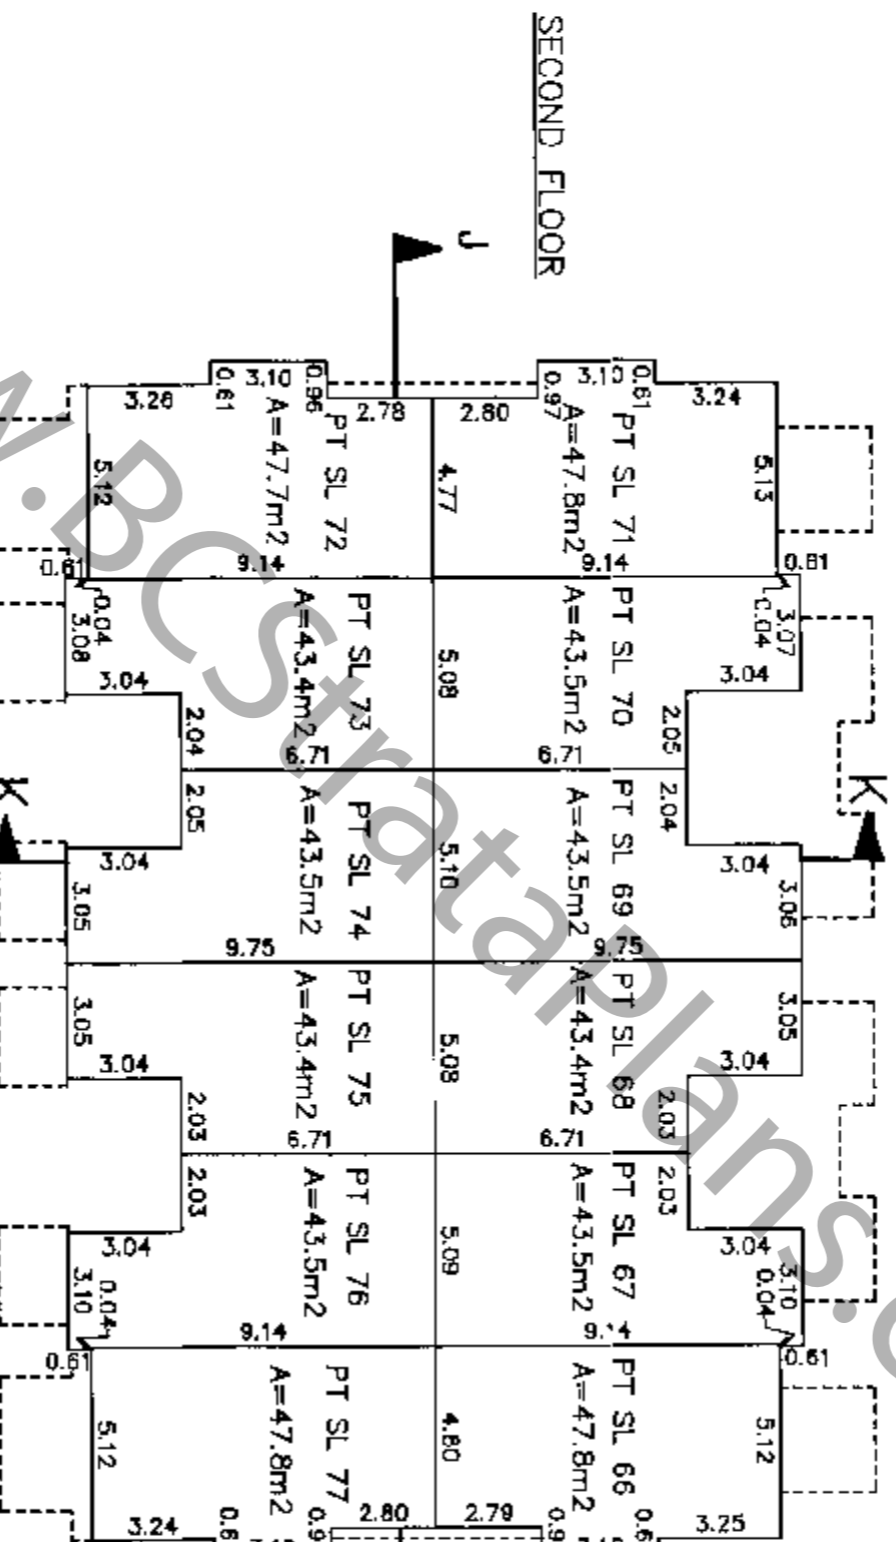 SECOND FLOOR
J
3.26
0.61
3.10
0.96
2.78
2.80
0.97
3.10
0.61
3.24
5.12
PT SL 72
A=47.7m2
4.77
PT SL 71
A=47.8m2
5.13
0.61
9.14
9.14
0.61
0.04
3.08
3.04
PT SL 73
A=43.4m2
5.08
PT SL 70
A=43.5m2
3.04
0.04
3.07
2.04
6.71
6.71
2.05
K
2.05
3.04
3.05
PT SL 74
A=43.5m2
5.10
PT SL 69
A=43.5m2
2.04
3.04
3.06
K
9.75
9.75
3.05
3.04
PT SL 75
A=43.4m2
5.08
PT SL 68
A=43.4m2
3.04
3.05
2.03
6.71
6.71
2.03
2.03
3.04
3.10
0.04
PT SL 76
A=43.5m2
5.09
PT SL 67
A=43.5m2
2.03
3.04
3.10
0.04
0.61
9.14
9.14
0.61
5.12
PT SL 77
A=47.8m2
4.80
PT SL 66
A=47.8m2
5.12
3.24
2.80
2.79
3.25
BCStrataPlans.